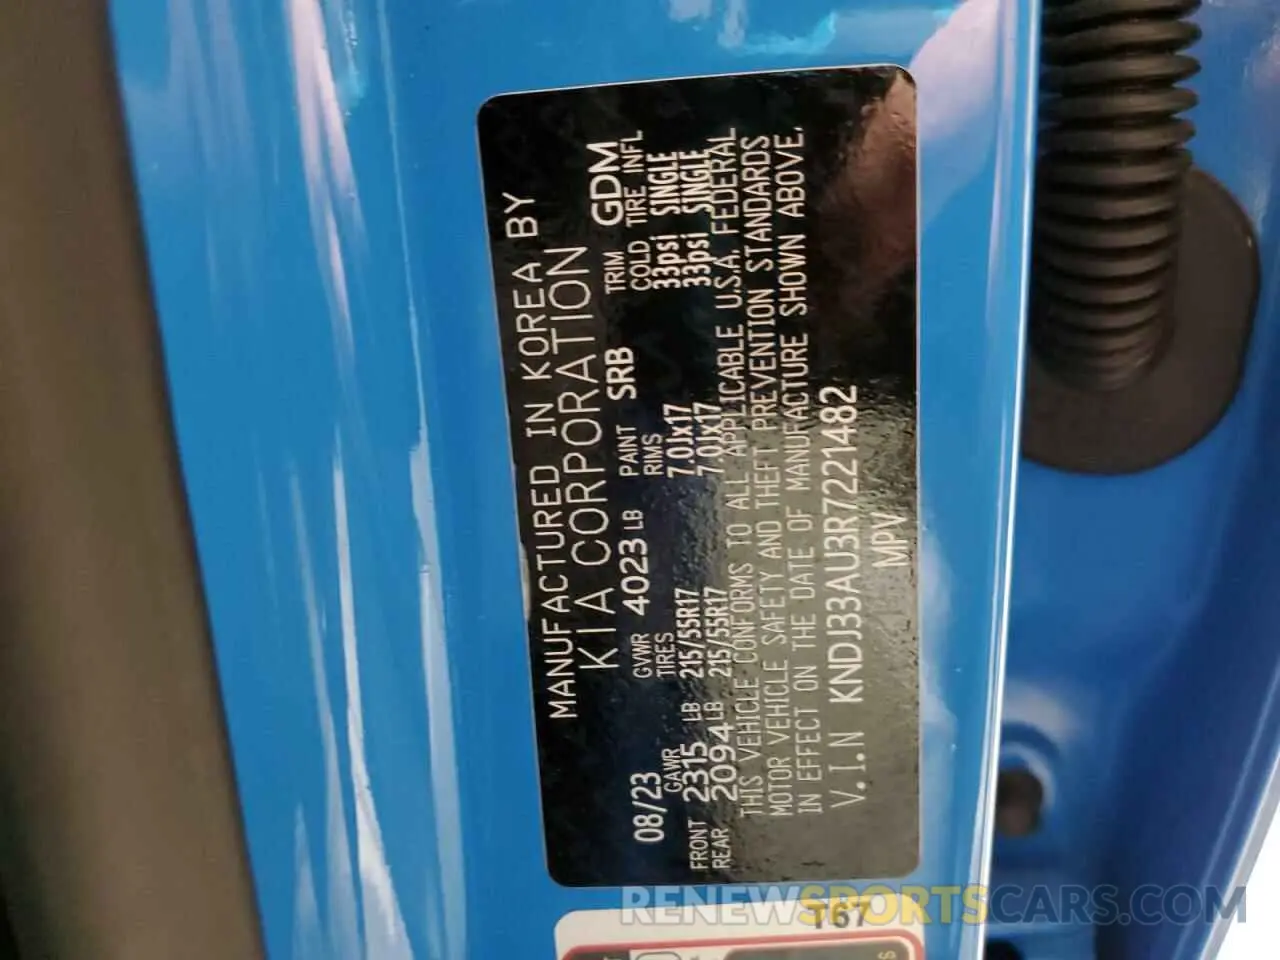 MANUFACTURED IN KOREA BY
KIA CORPORATION
08/23 GVWR 4023 LB PAINT SRB TRIM GDM
GAWR TIRES RIMS COLD TIRE INFL
FRONT 2315 LB 215/55R17 7.0Jx17 33psi SINGLE
REAR 2094 LB 215/55R17 7.0Jx17 33psi SINGLE
THIS VEHICLE CONFORMS TO ALL APPLICABLE U.S.A. FEDERAL
MOTOR VEHICLE SAFETY AND THEFT PREVENTION STANDARDS
IN EFFECT ON THE DATE OF MANUFACTURE SHOWN ABOVE.
V.I.N KNDJ33AU3R7221482
MPV
T67
RENEWSPORTSCARS.COM